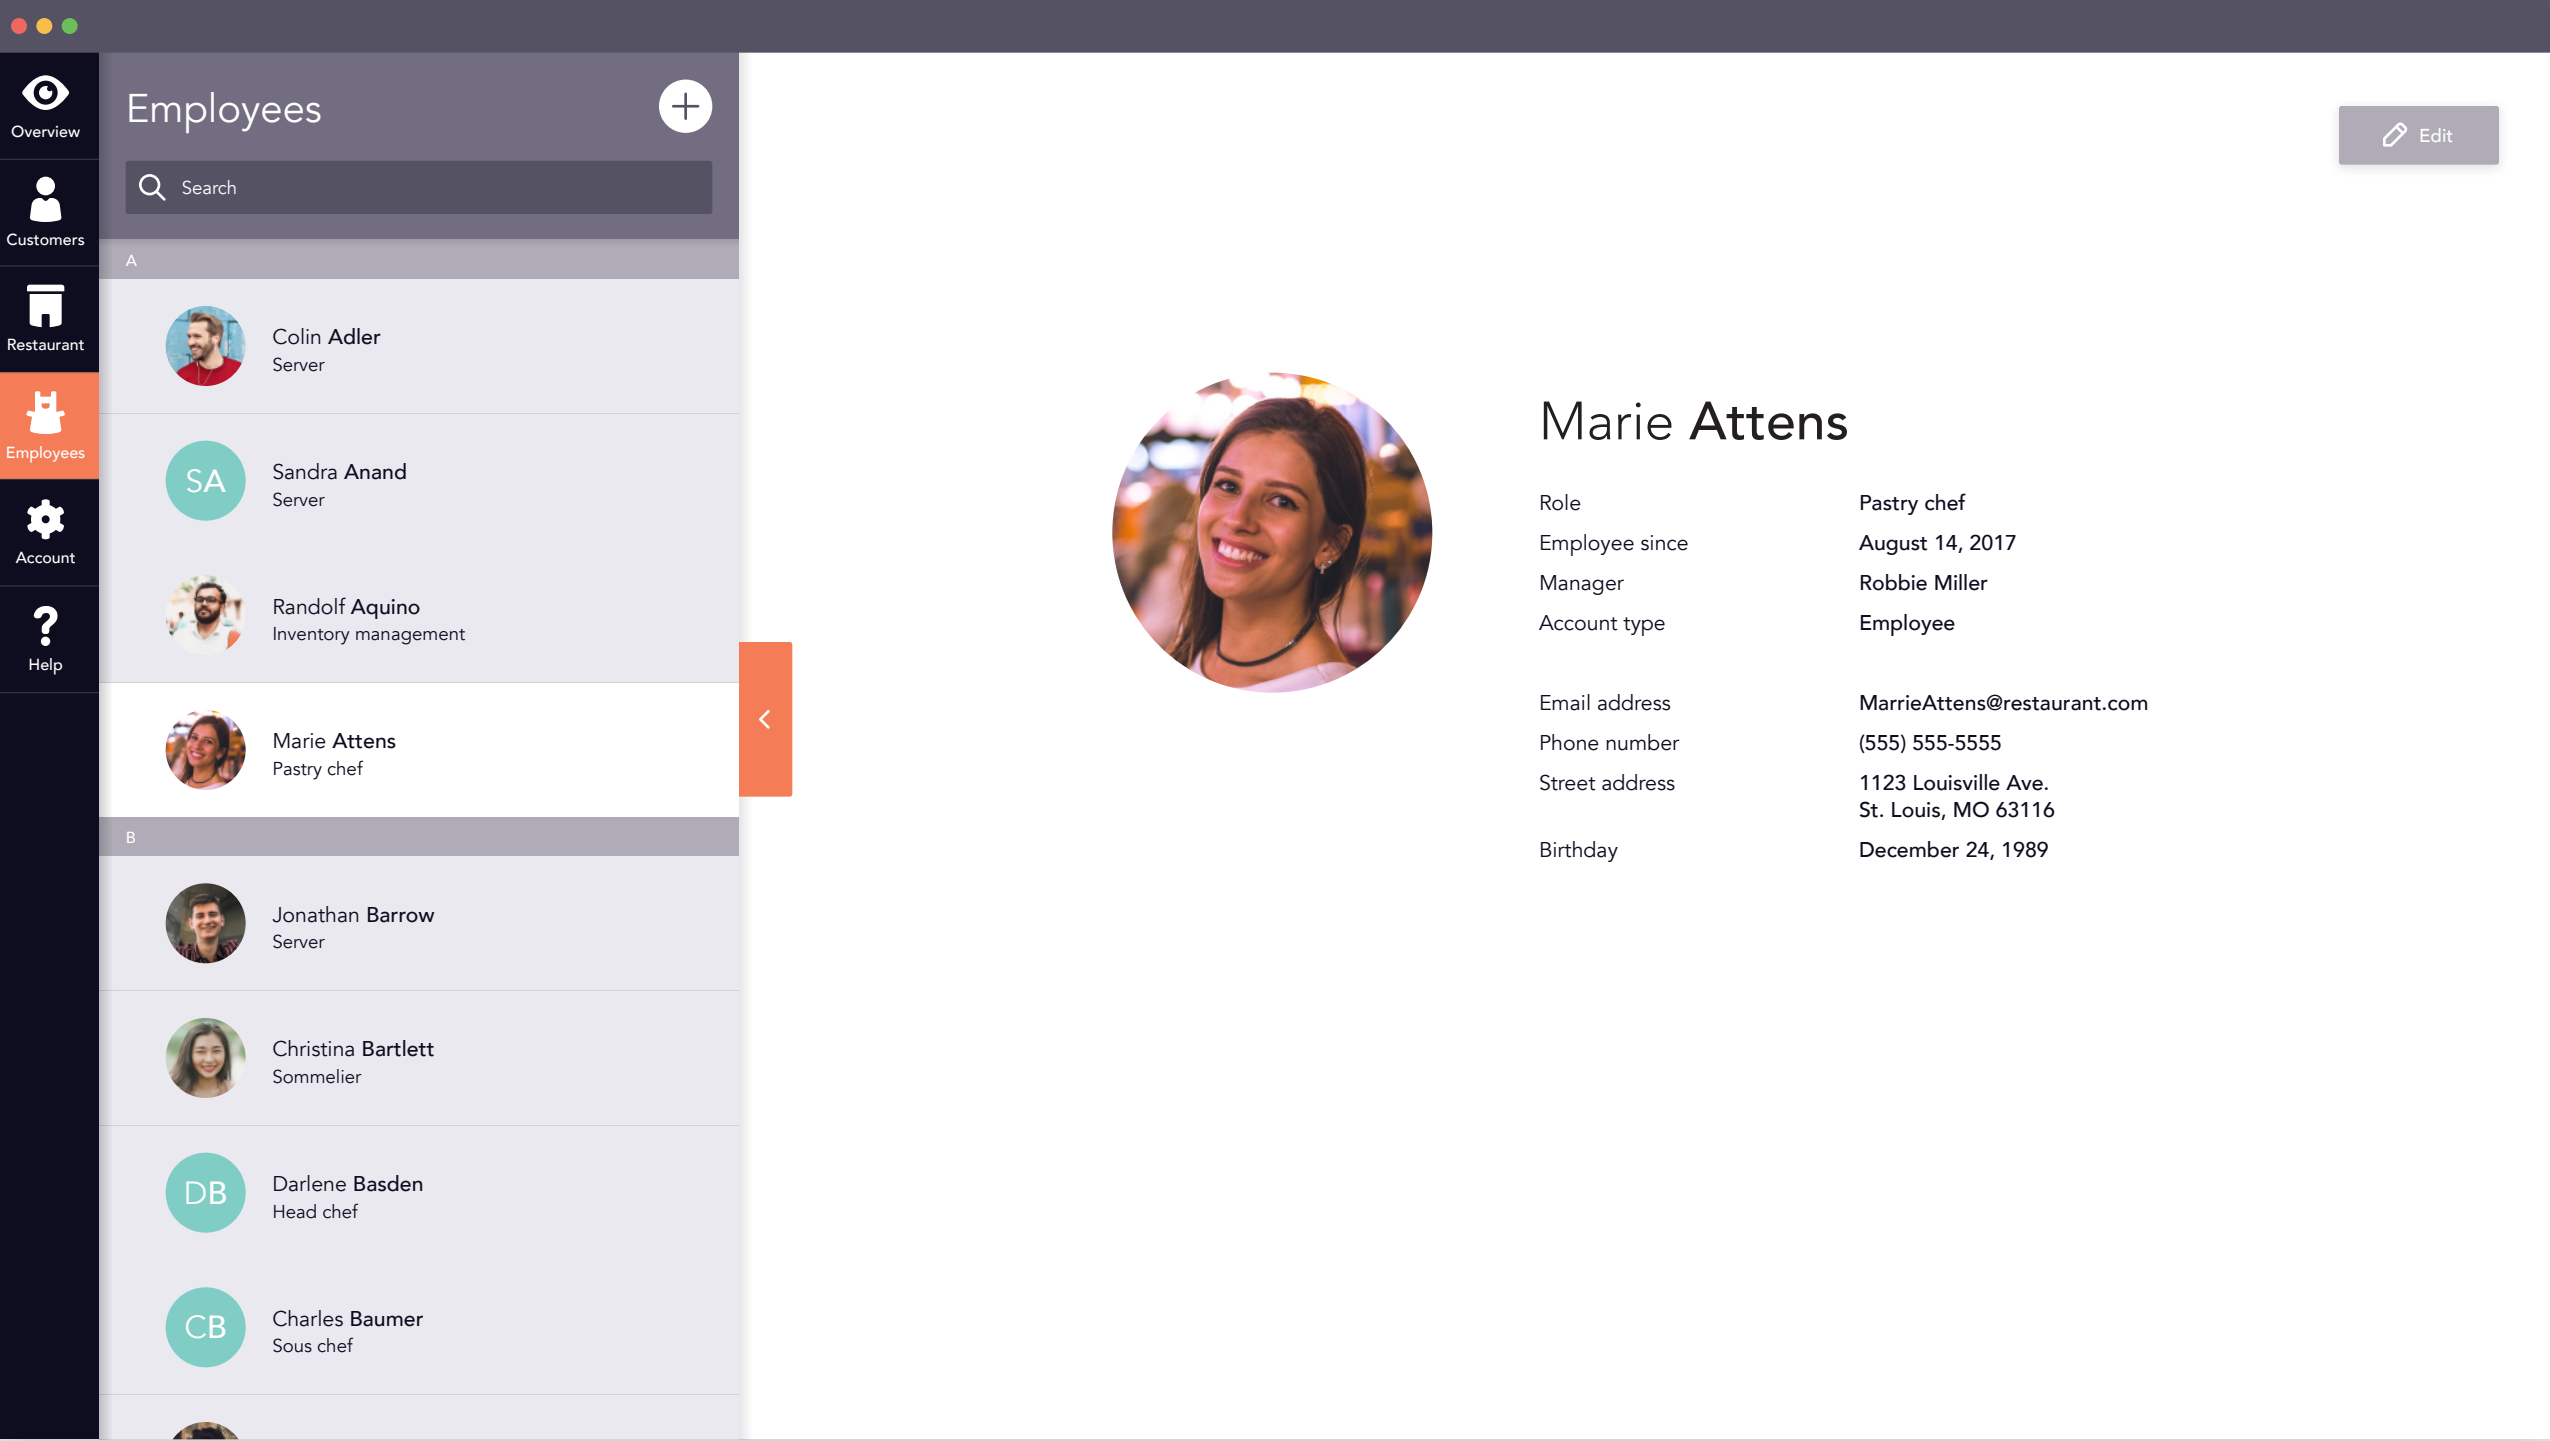 Overview
Customers
Restaurant
Employees
Account
Help
Employees
Search
A
Colin Adler
Server
SA
Sandra Anand
Server
Randolf Aquino
Inventory management
Marie Attens
Pastry chef
B
Jonathan Barrow
Server
Christina Bartlett
Sommelier
DB
Darlene Basden
Head chef
CB
Charles Baumer
Sous chef
Edit
Marie Attens
Role Pastry chef
Employee since August 14, 2017
Manager Robbie Miller
Account type Employee
Email address MarrieAttens@restaurant.com
Phone number (555) 555-5555
Street address 1123 Louisville Ave.
St. Louis, MO 63116
Birthday December 24, 1989